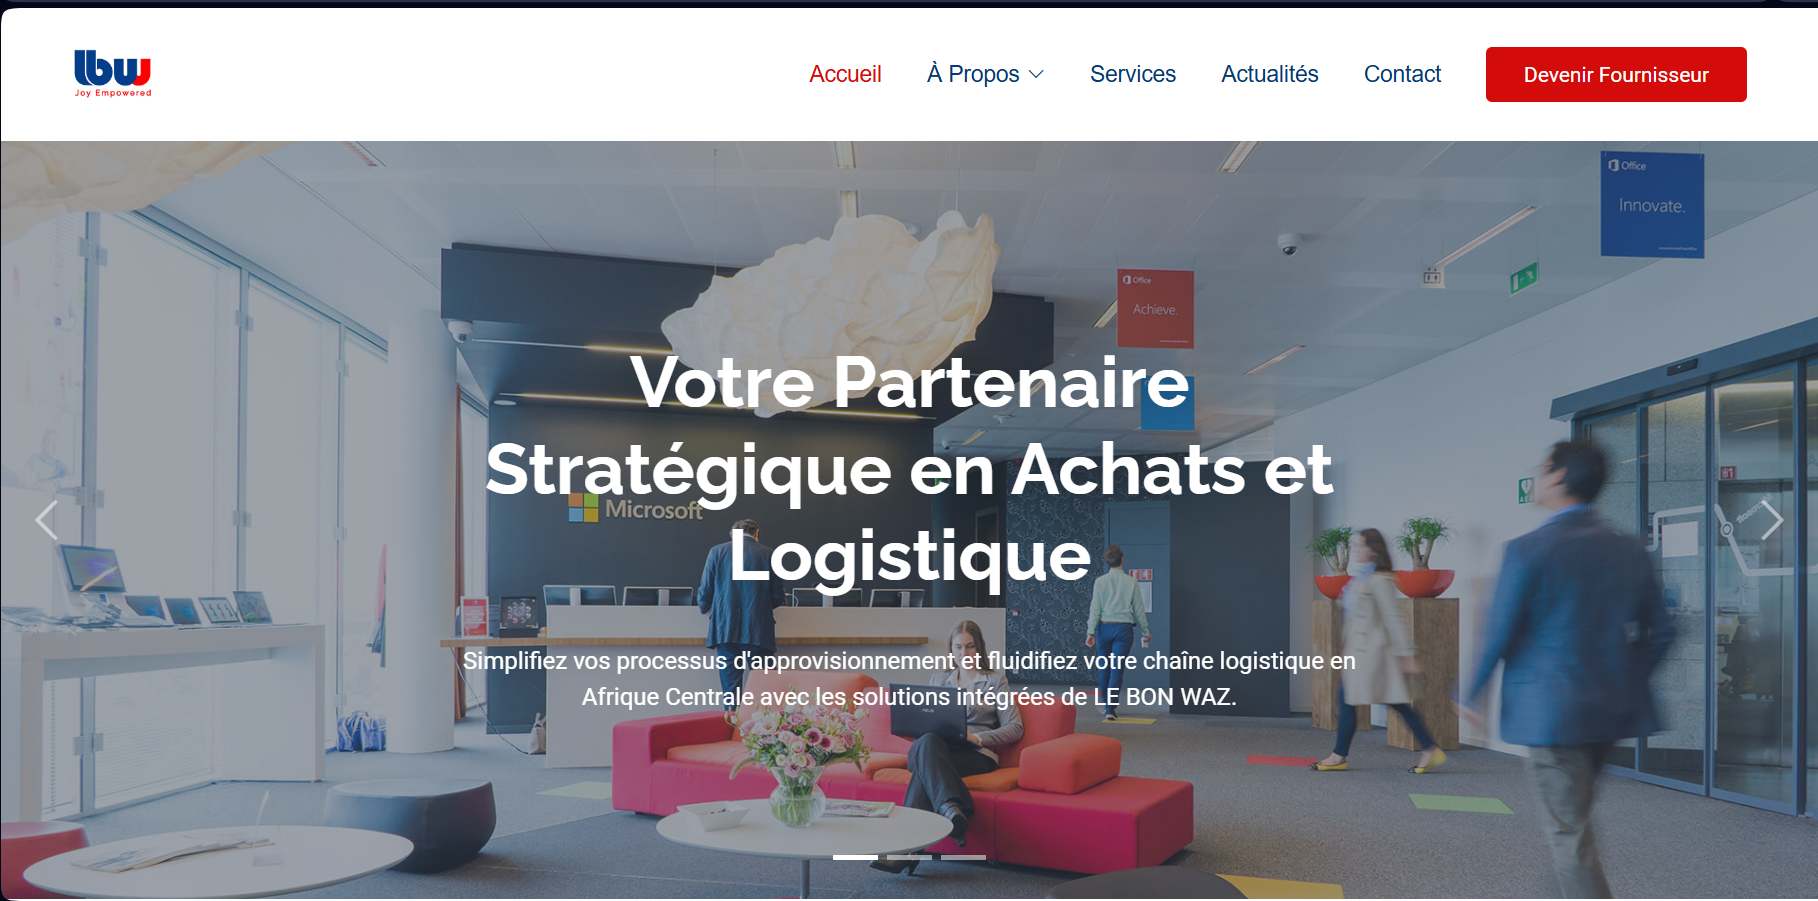 lbw
Joy Empowered
Accueil
À Propos
Services
Actualités
Contact
Devenir Fournisseur
Office
Innovate.
Office
Achieve.
Votre Partenaire
Stratégique en Achats et
Logistique
Microsoft
Simplifiez vos processus d'approvisionnement et fluidifiez votre chaîne logistique en
Afrique Centrale avec les solutions intégrées de LE BON WAZ.